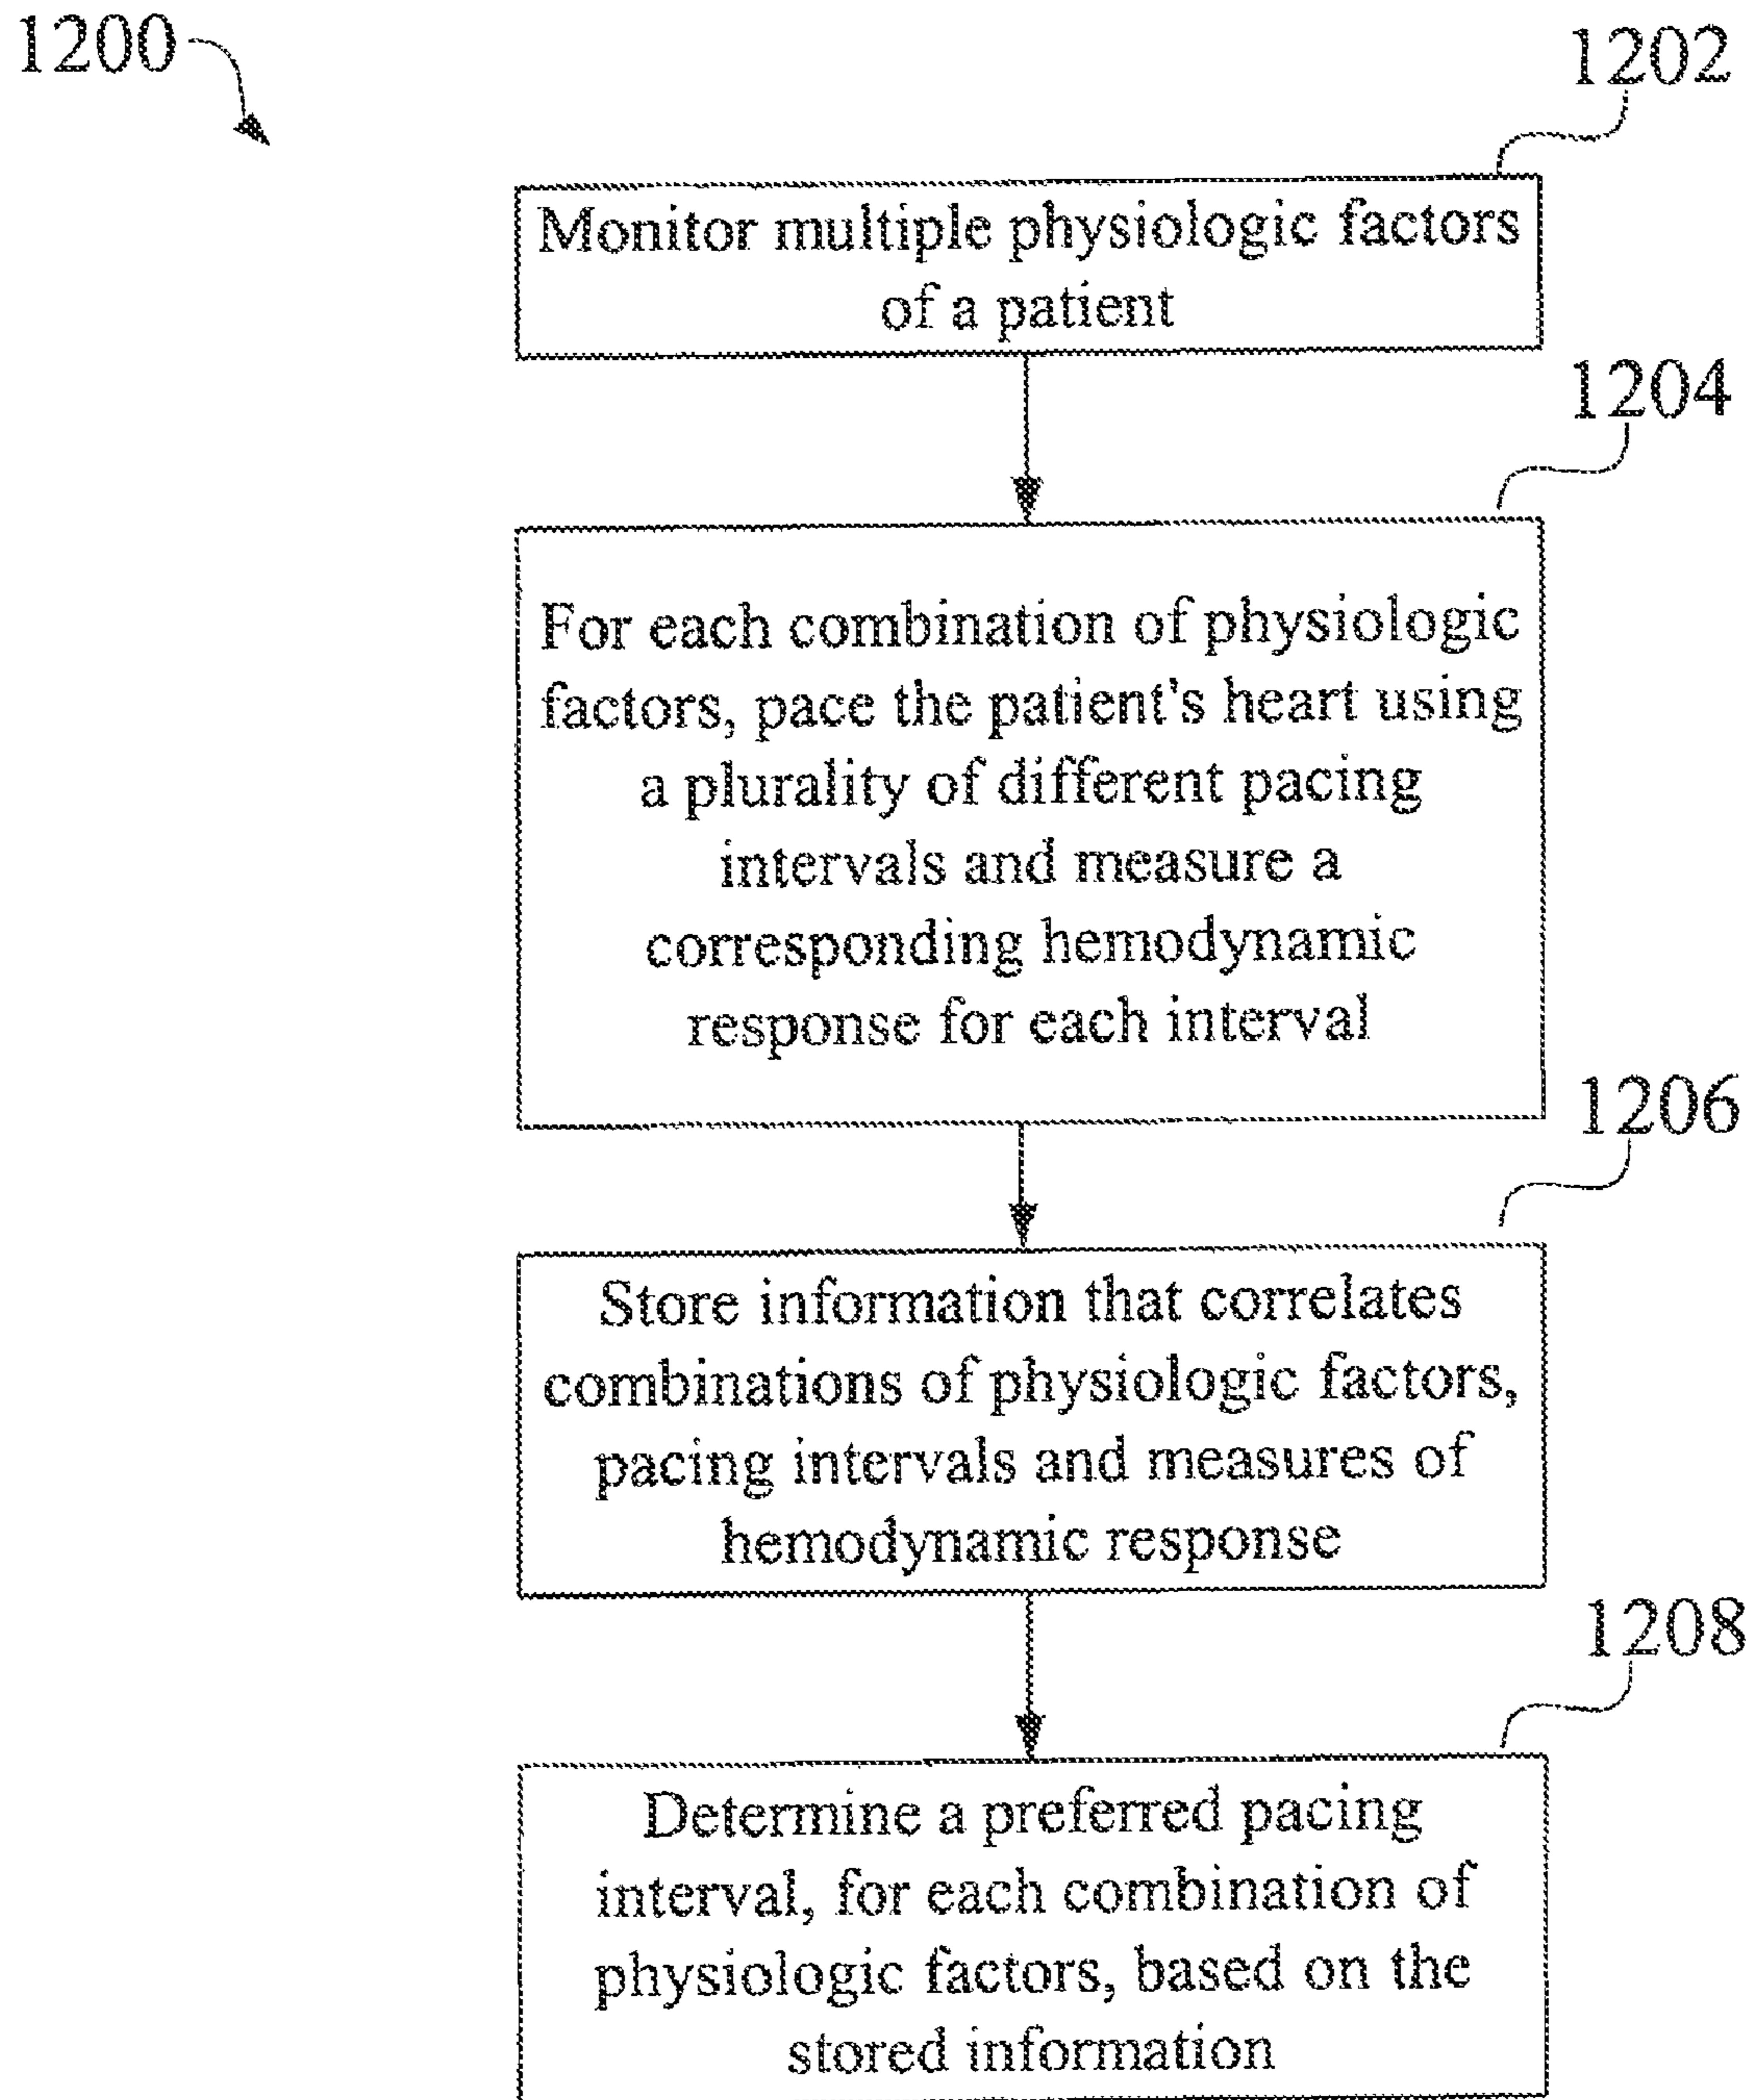 1200
1202
Monitor multiple physiologic factors
of a patient
1204
For each combination of physiologic
factors, pace the patient's heart using
a plurality of different pacing
intervals and measure a
corresponding hemodynamic
response for each interval
1206
Store information that correlates
combinations of physiologic factors,
pacing intervals and measures of
hemodynamic response
1208
Determine a preferred pacing
interval, for each combination of
physiologic factors, based on the
stored information